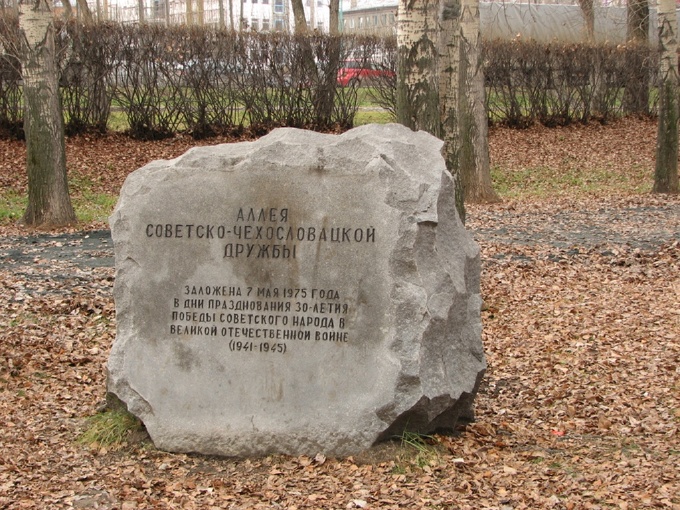 АЛЛЕЯ
СОВЕТСКО-ЧЕХОСЛОВАЦКОЙ
ДРУЖБЫ
ЗАЛОЖЕНА 7 МАЯ 1975 ГОДА
В ДНИ ПРАЗДНОВАНИЯ 30-ЛЕТИЯ
ПОБЕДЫ СОВЕТСКОГО НАРОДА В
ВЕЛИКОЙ ОТЕЧЕСТВЕННОЙ ВОЙНЕ
(1941-1945)